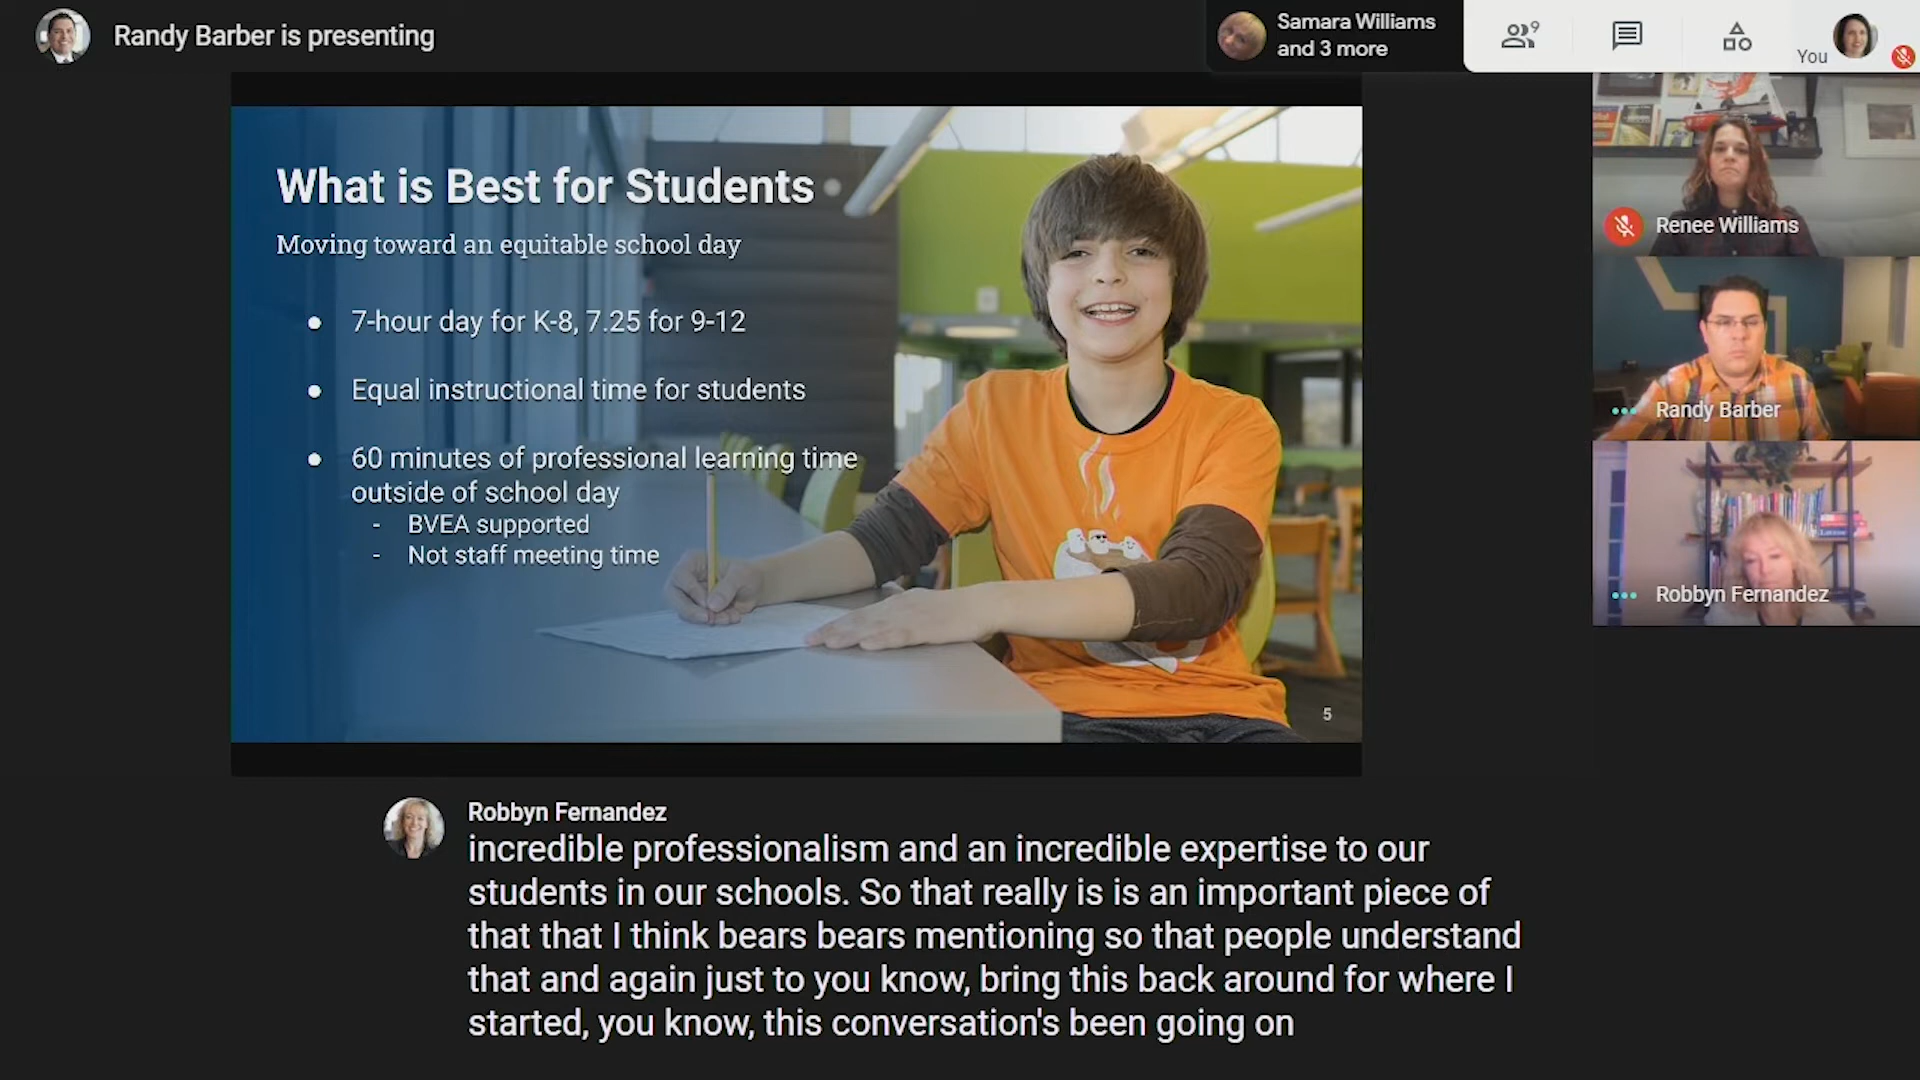 Randy Barber is presenting
Samara Williams
and 3 more
9
You
What is Best for Students
Moving toward an equitable school day
● 7-hour day for K-8, 7.25 for 9-12
● Equal instructional time for students
● 60 minutes of professional learning time
outside of school day
- BVEA supported
- Not staff meeting time
5
Renee Williams
Randy Barber
Robbyn Fernandez
Robbyn Fernandez
incredible professionalism and an incredible expertise to our
students in our schools. So that really is is an important piece of
that that I think bears bears mentioning so that people understand
that and again just to you know, bring this back around for where I
started, you know, this conversation's been going on